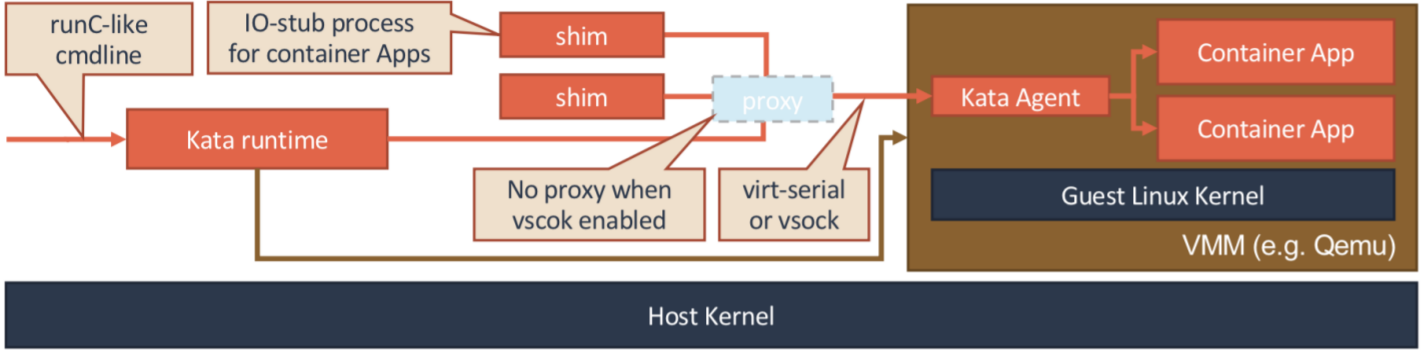 runC-like
cmdline
IO-stub process
for container Apps
shim
shim
proxy
Kata runtime
No proxy when
vscok enabled
virt-serial
or vsock
Kata Agent
Container App
Container App
Guest Linux Kernel
VMM (e.g. Qemu)
Host Kernel